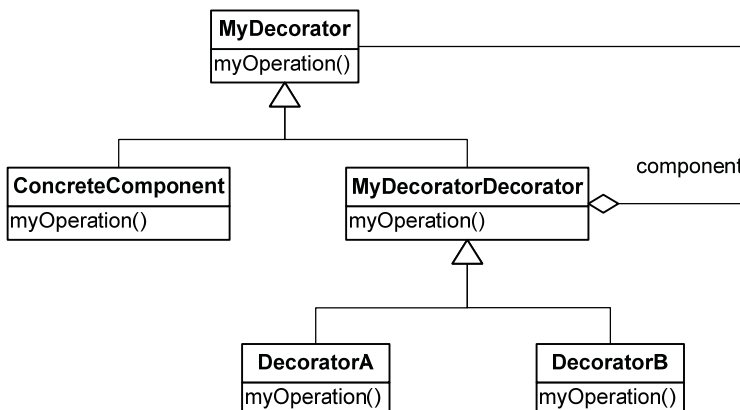 MyDecorator
myOperation()
component
ConcreteComponent
myOperation()
MyDecoratorDecorator
myOperation()
DecoratorA
myOperation()
DecoratorB
myOperation()